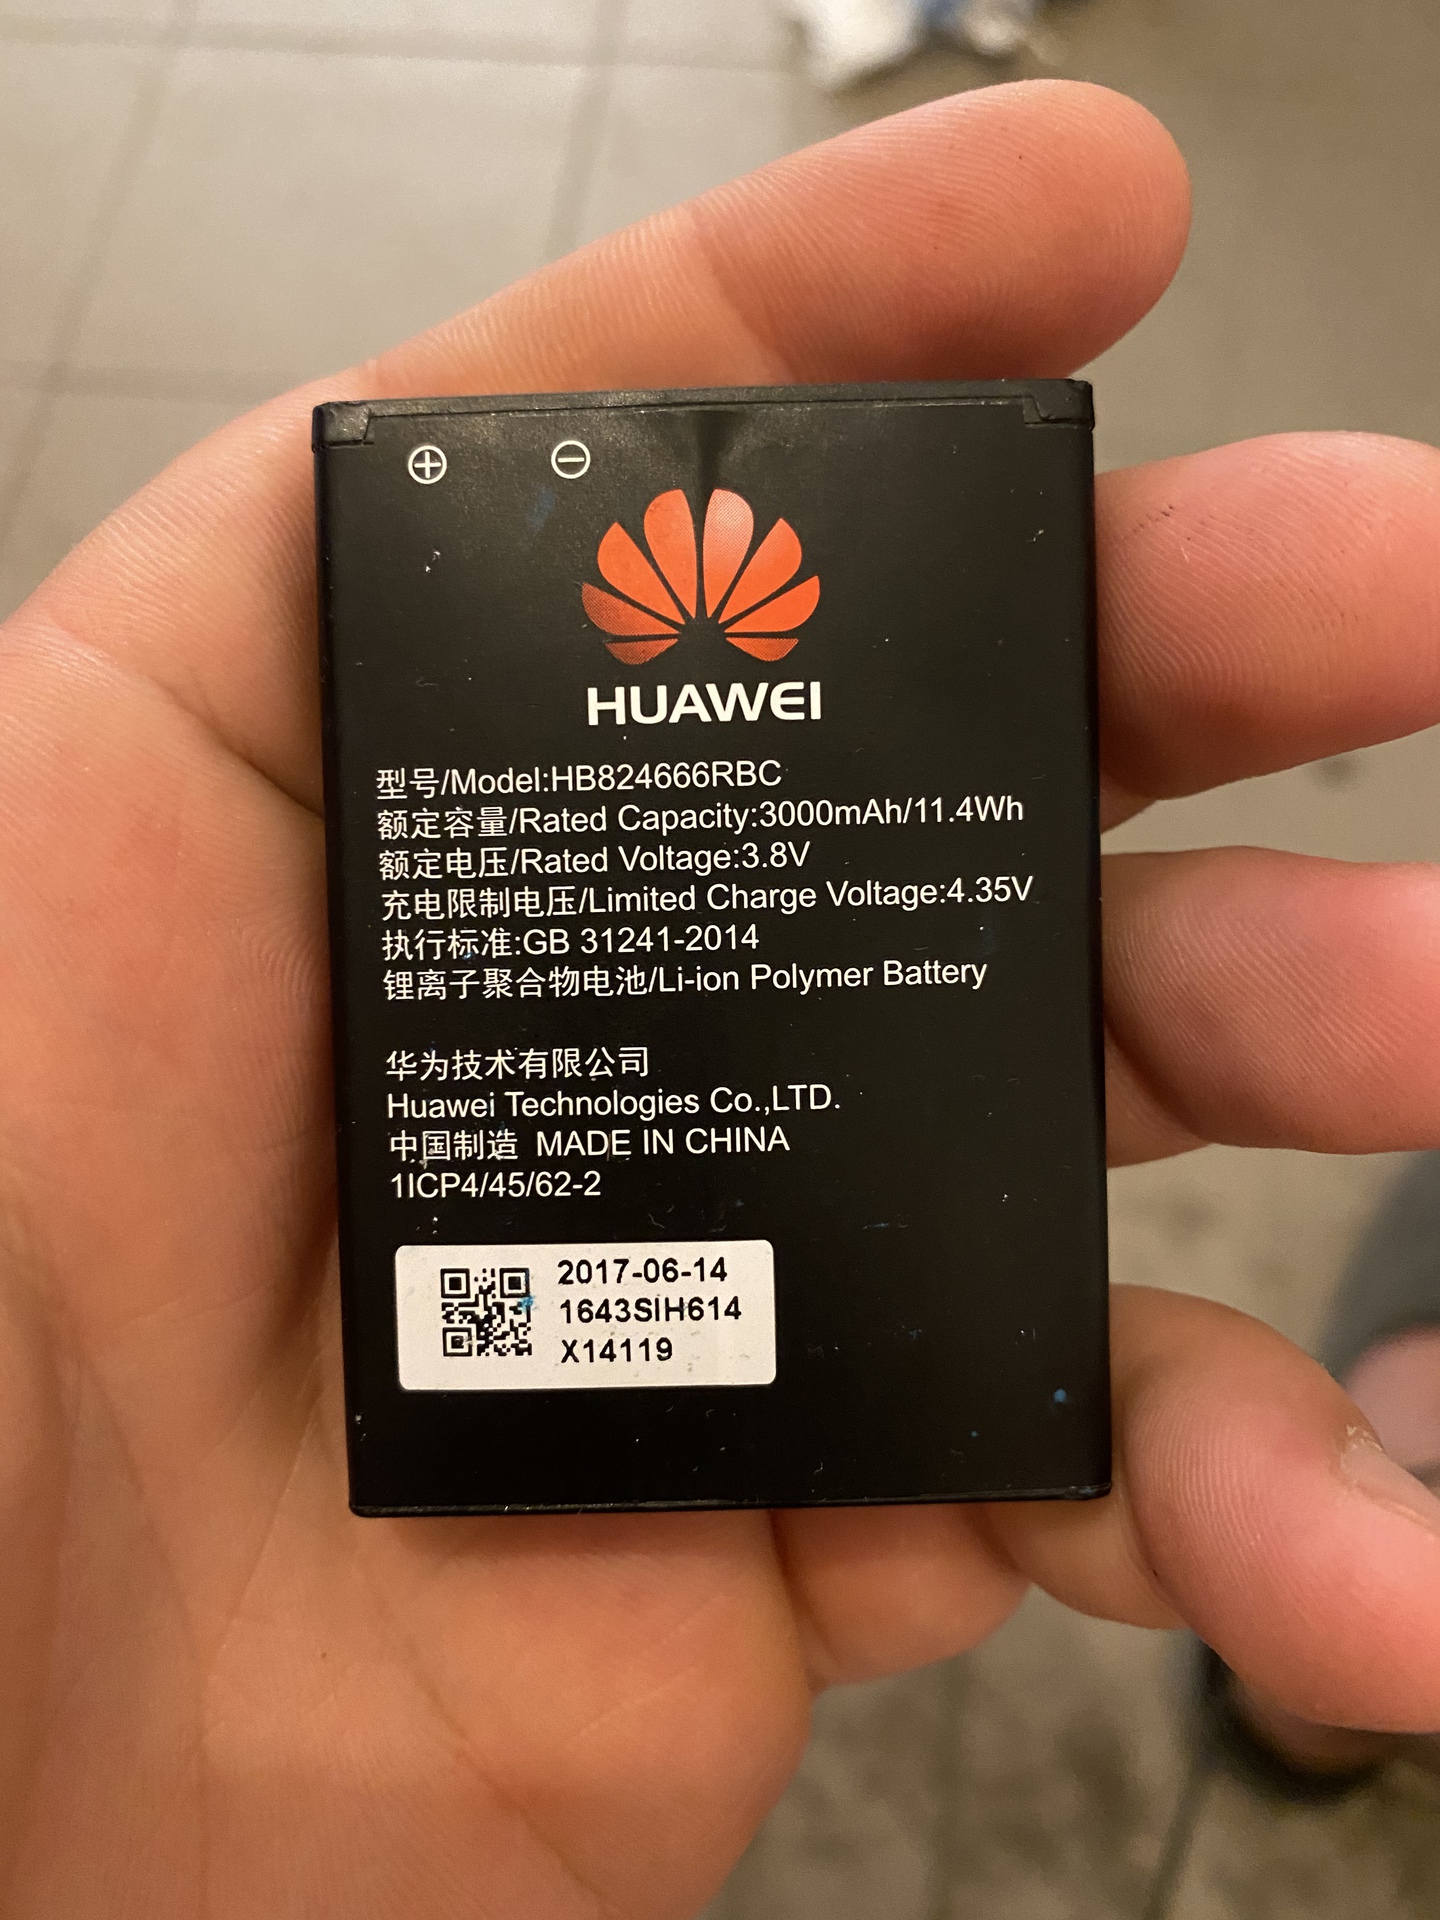 ⊕ ⊖
HUAWEI
型号/Model:HB824666RBC
额定容量/Rated Capacity:3000mAh/11.4Wh
额定电压/Rated Voltage:3.8V
充电限制电压/Limited Charge Voltage:4.35V
执行标准:GB 31241-2014
锂离子聚合物电池/Li-ion Polymer Battery
华为技术有限公司
Huawei Technologies Co.,LTD.
中国制造 MADE IN CHINA
1ICP4/45/62-2
2017-06-14
1643SIH614
X14119